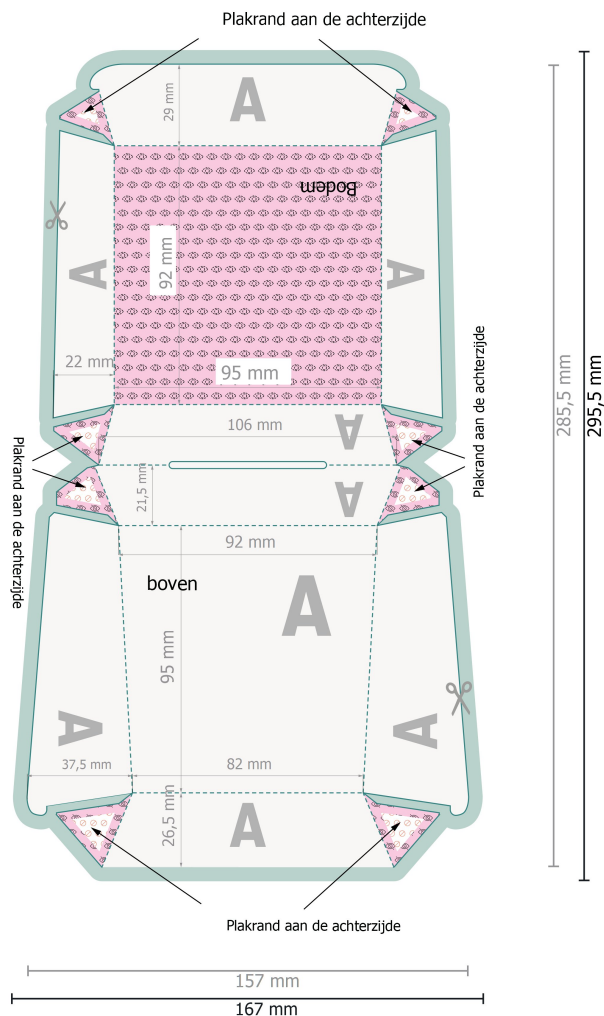 Plakrand aan de achterzijde
A
29 mm
Bodem
92 mm
A
A
22 mm
95 mm
Plakrand aan de achterzijde
285,5 mm
295,5 mm
106 mm
A
Plakrand aan de achterzijde
21,5 mm
A
92 mm
boven
A
95 mm
A
A
37,5 mm
82 mm
26,5 mm
A
Plakrand aan de achterzijde
157 mm
167 mm